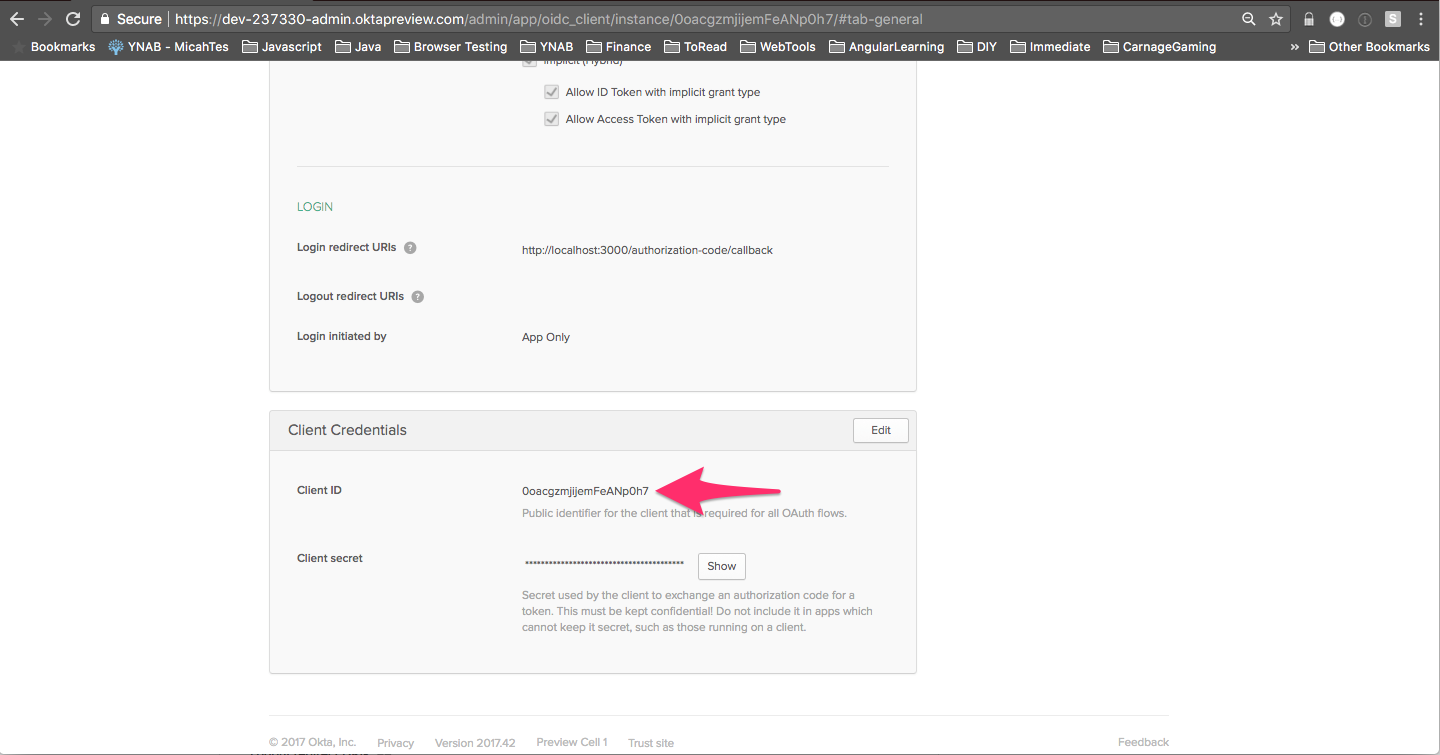 Secure https://dev-237330-admin.oktapreview.com/admin/app/oidc_client/instance/0oacgzmjijemFeANp0h7/#tab-general
S
Bookmarks YNAB - MicahTes Javascript Java Browser Testing YNAB Finance ToRead WebTools AngularLearning DIY Immediate CarnageGaming » Other Bookmarks
Implicit (Hybrid)
Allow ID Token with implicit grant type
Allow Access Token with implicit grant type
LOGIN
Login redirect URIs ? http://localhost:3000/authorization-code/callback
Logout redirect URIs ?
Login initiated by App Only
Client Credentials Edit
Client ID 0oacgzmjijemFeANp0h7
Public identifier for the client that is required for all OAuth flows.
Client secret •••••••••••••••••••••••••••••••••••••••• Show
Secret used by the client to exchange an authorization code for a
token. This must be kept confidential! Do not include it in apps which
cannot keep it secret, such as those running on a client.
© 2017 Okta, Inc. Privacy Version 2017.42 Preview Cell 1 Trust site Feedback